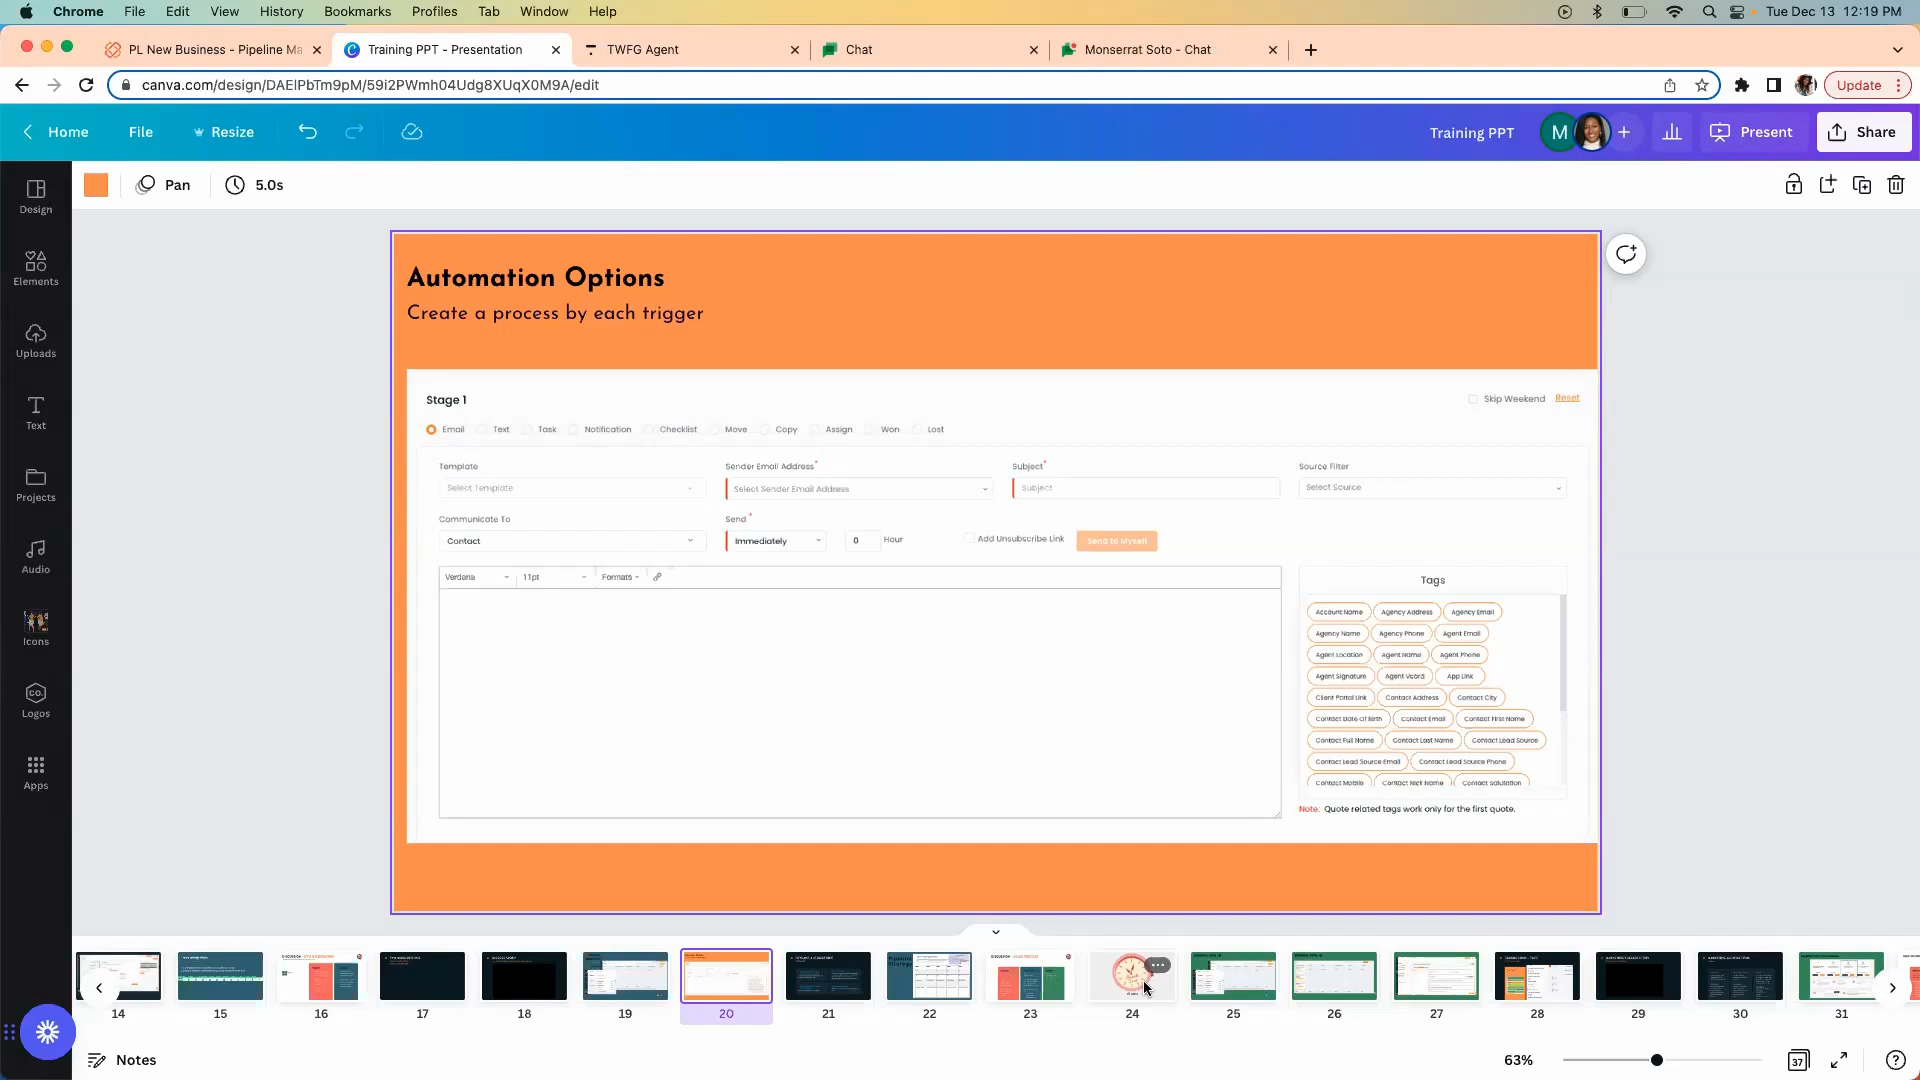 Chrome File Edit View History Bookmarks Profiles Tab Window Help Tue Dec 13 12:19 PM
PL New Business - Pipeline Ma Training PPT - Presentation TWFG Agent Chat Monserrat Soto - Chat
canva.com/design/DAEIPbTm9pM/59i2PWmh04Udg8XUqX0M9A/edit Update
Home File Resize Training PPT M Present Share
Pan 5.0s
Design
Elements
Uploads
Text
Projects
Audio
Icons
Logos
Apps
Automation Options
Create a process by each trigger
Stage 1 Skip Weekend Reset
Email Text Task Notification Checklist Move Copy Assign Won Lost
Template Sender Email Address* Subject* Source Filter
Select Template Select Sender Email Address Subject Select Source
Communicate To Send*
Contact Immediately 0 Hour Add Unsubscribe Link Send to Myself
Verdana 11pt Formats
Tags
Account Name Agency Address Agency Email
Agency Name Agency Phone Agent Email
Agent Location Agent Name Agent Phone
Agent Signature Agent Vcard App Link
Client Portal Link Contact Address Contact City
Contact Date Of Birth Contact Email Contact First Name
Contact Full Name Contact Last Name Contact Lead Source
Contact Lead Source Email Contact Lead Source Phone
Contact Mobile Contact Nick Name Contact Salutation
Note: Quote related tags work only for the first quote.
14 15 16 17 18 19 20 21 22 23 24 25 26 27 28 29 30 31
Notes 63% 37